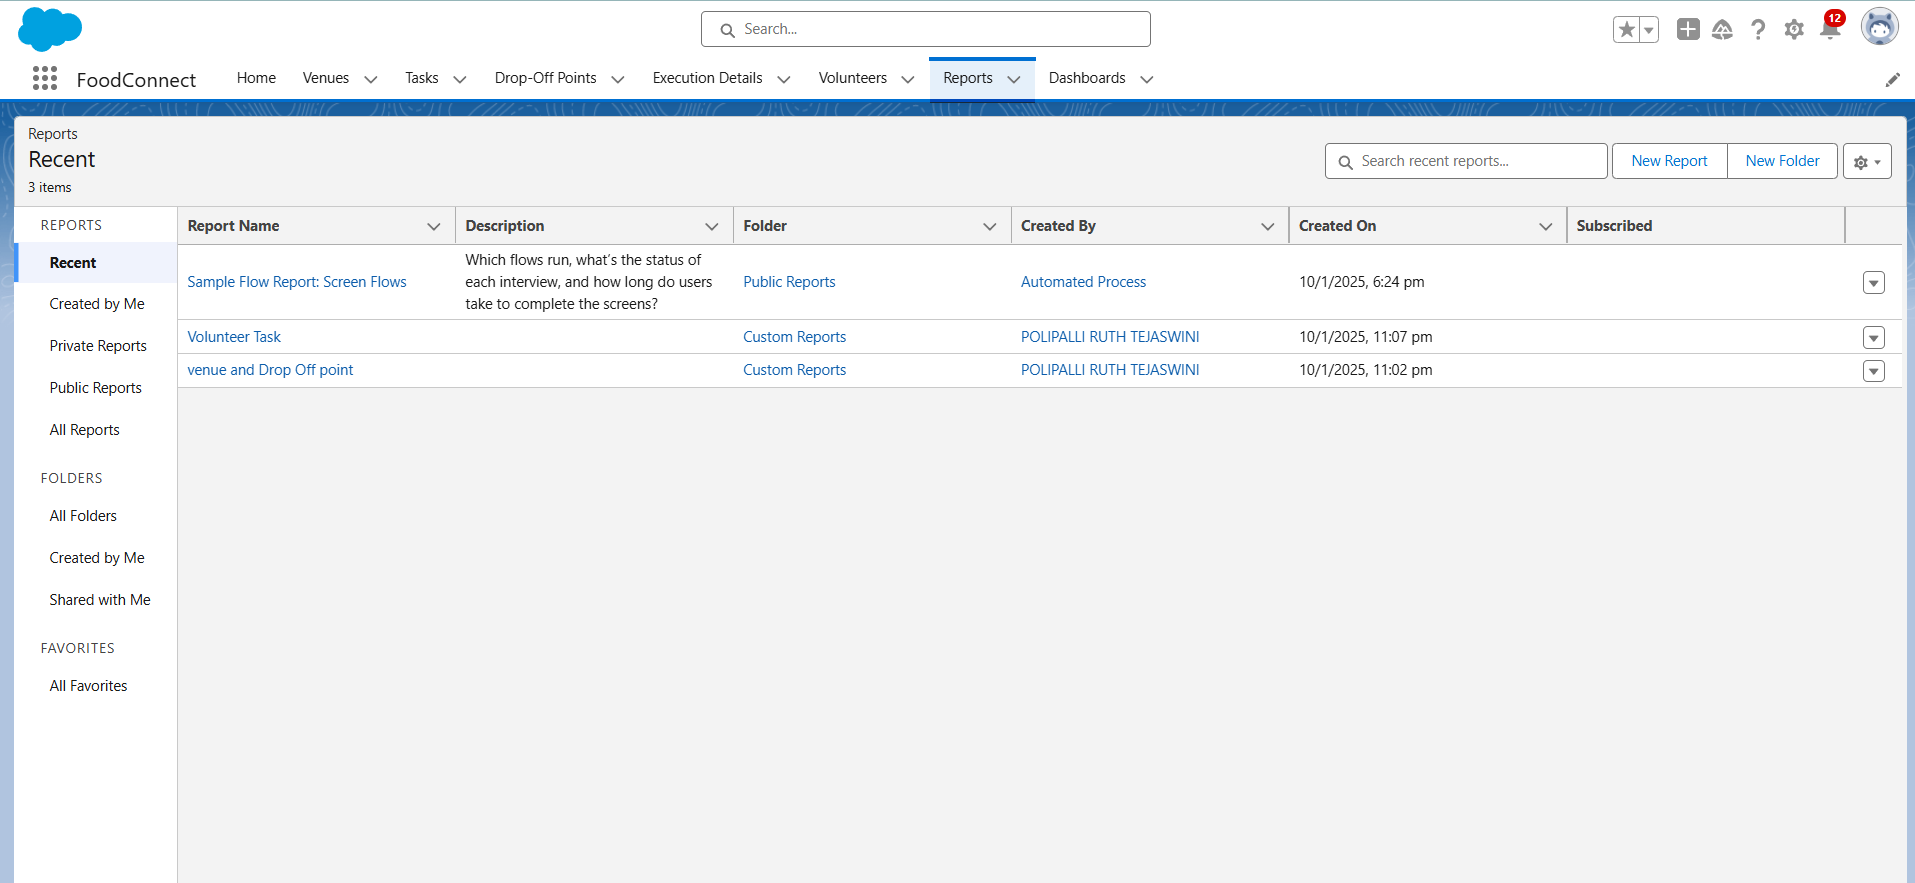 Search...
12
FoodConnect
Home
Venues
Tasks
Drop-Off Points
Execution Details
Volunteers
Reports
Dashboards
Reports
Recent
3 items
Search recent reports...
New Report
New Folder
REPORTS
Recent
Created by Me
Private Reports
Public Reports
All Reports
FOLDERS
All Folders
Created by Me
Shared with Me
FAVORITES
All Favorites
Report Name
Description
Folder
Created By
Created On
Subscribed
Sample Flow Report: Screen Flows
Which flows run, what’s the status of
each interview, and how long do users
take to complete the screens?
Public Reports
Automated Process
10/1/2025, 6:24 pm
Volunteer Task
Custom Reports
POLIPALLI RUTH TEJASWINI
10/1/2025, 11:07 pm
venue and Drop Off point
Custom Reports
POLIPALLI RUTH TEJASWINI
10/1/2025, 11:02 pm